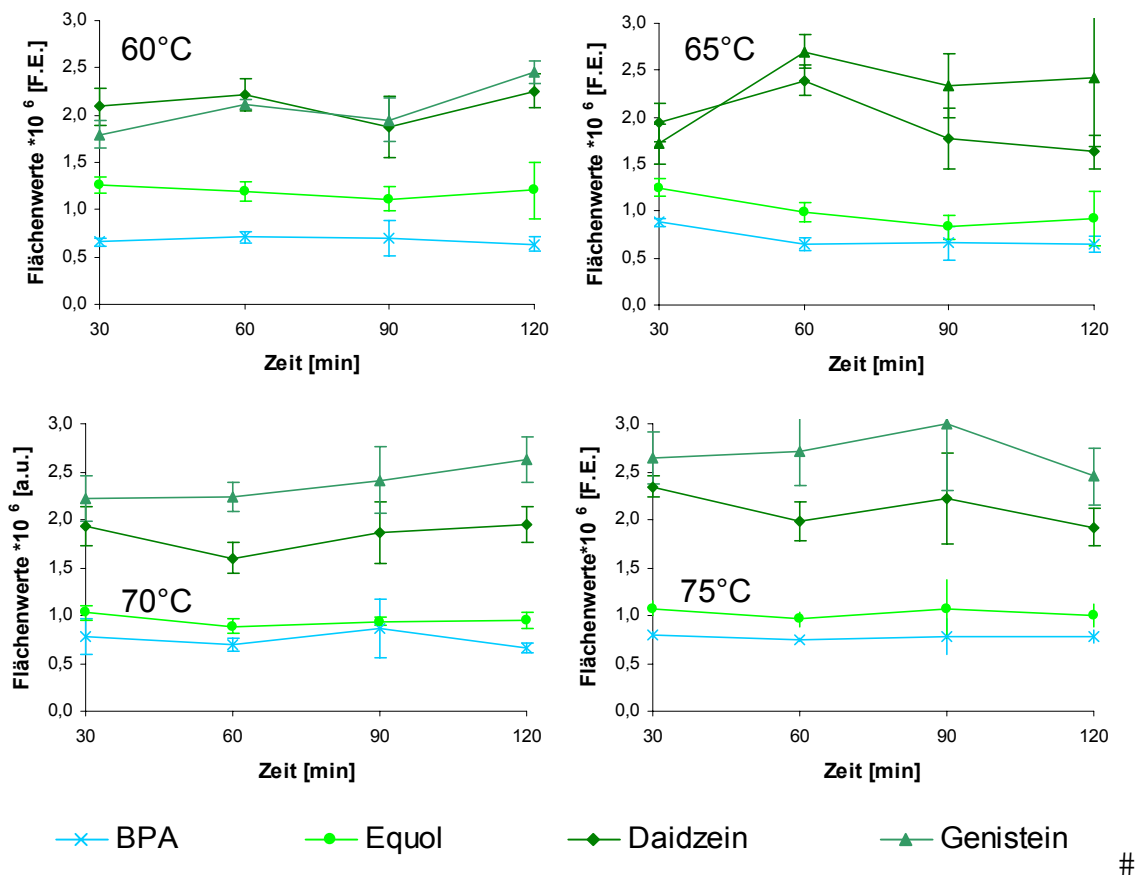 60°C
Flächenwerte *10 6 [F.E.]
3,0
2,5
2,0
1,5
1,0
0,5
0,0
30 60 90 120
Zeit [min]
65°C
Flächenwerte *10 6 [F.E.]
3,0
2,5
2,0
1,5
1,0
0,5
0,0
30 60 90 120
Zeit [min]
70°C
Flächenwerte *10 6 [a.u.]
3,0
2,5
2,0
1,5
1,0
0,5
0,0
30 60 90 120
Zeit [min]
75°C
Flächenwerte*10 6 [F.E.]
3,0
2,5
2,0
1,5
1,0
0,5
0,0
30 60 90 120
Zeit [min]
BPA Equol Daidzein Genistein
#